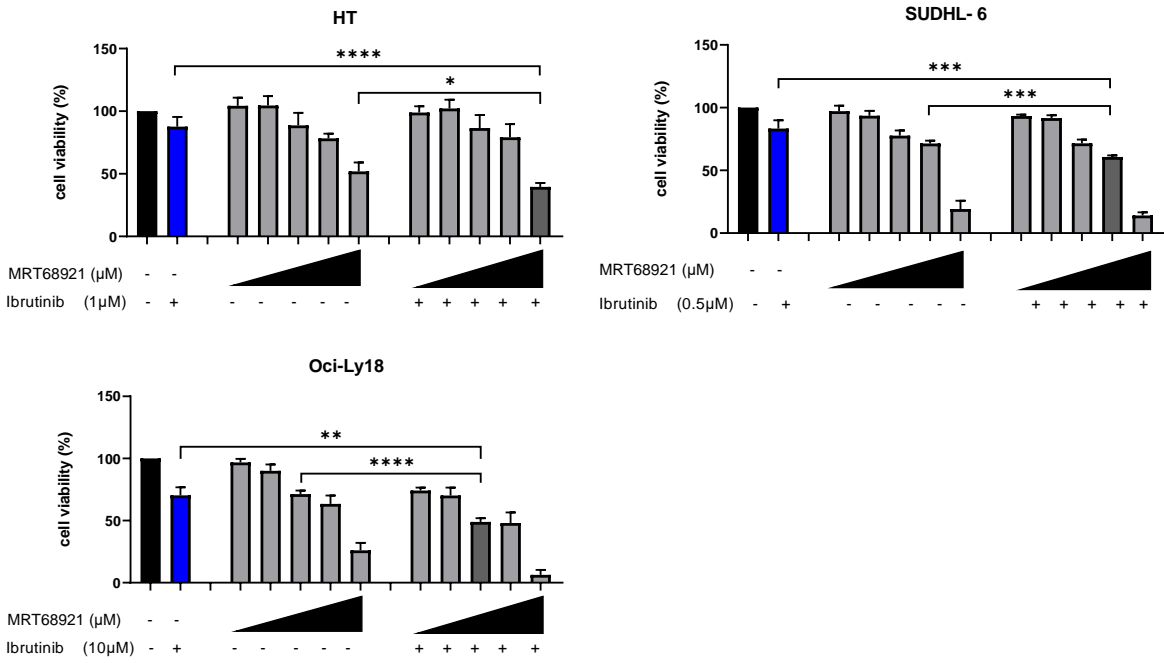 HT
150
100
50
0
cell viability (%)
****
*
MRT68921 (µM) - -
Ibrutinib (1µM) - + - - - - - + + + + +
SUDHL- 6
150
100
50
0
cell viability (%)
***
***
MRT68921 (µM) - -
Ibrutinib (0.5µM) - + - - - - - + + + + +
Oci-Ly18
150
100
50
0
cell viability (%)
**
****
MRT68921 (µM) - -
Ibrutinib (10µM) - + - - - - - + + + + +